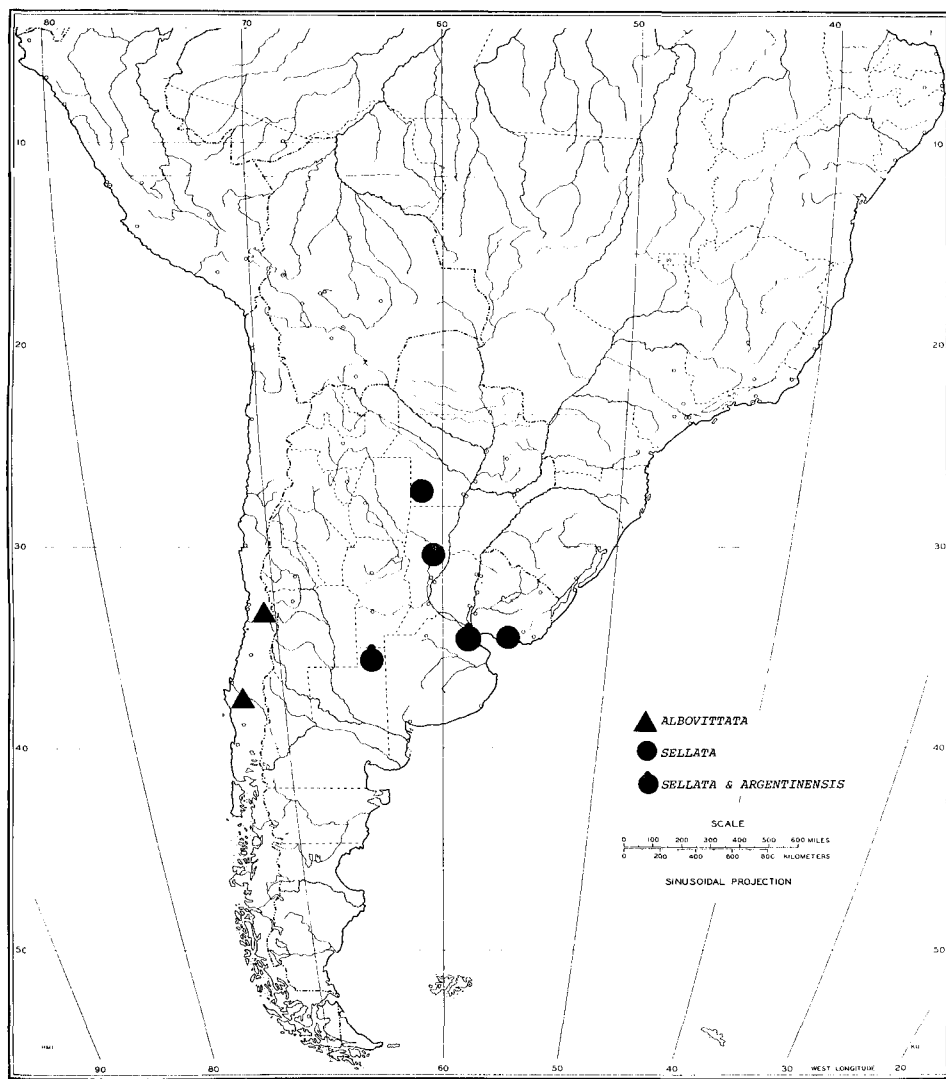 80 70 60 50 40
10 10
20 20
30 30
▲ ALBOVITTATA
40 40
● SELLATA
SELLATA & ARGENTINENSIS
SCALE
0 100 200 300 400 500 600 MILES
0 200 400 600 800 KILOMETERS
SINUSOIDAL PROJECTION
50 50
90 80 70 60 50 40 30 WEST LONGITUDE 20